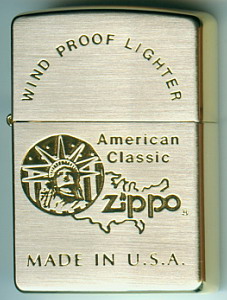 WIND PROOF LIGHTER
American
Classic
zippo
MADE IN U.S.A.